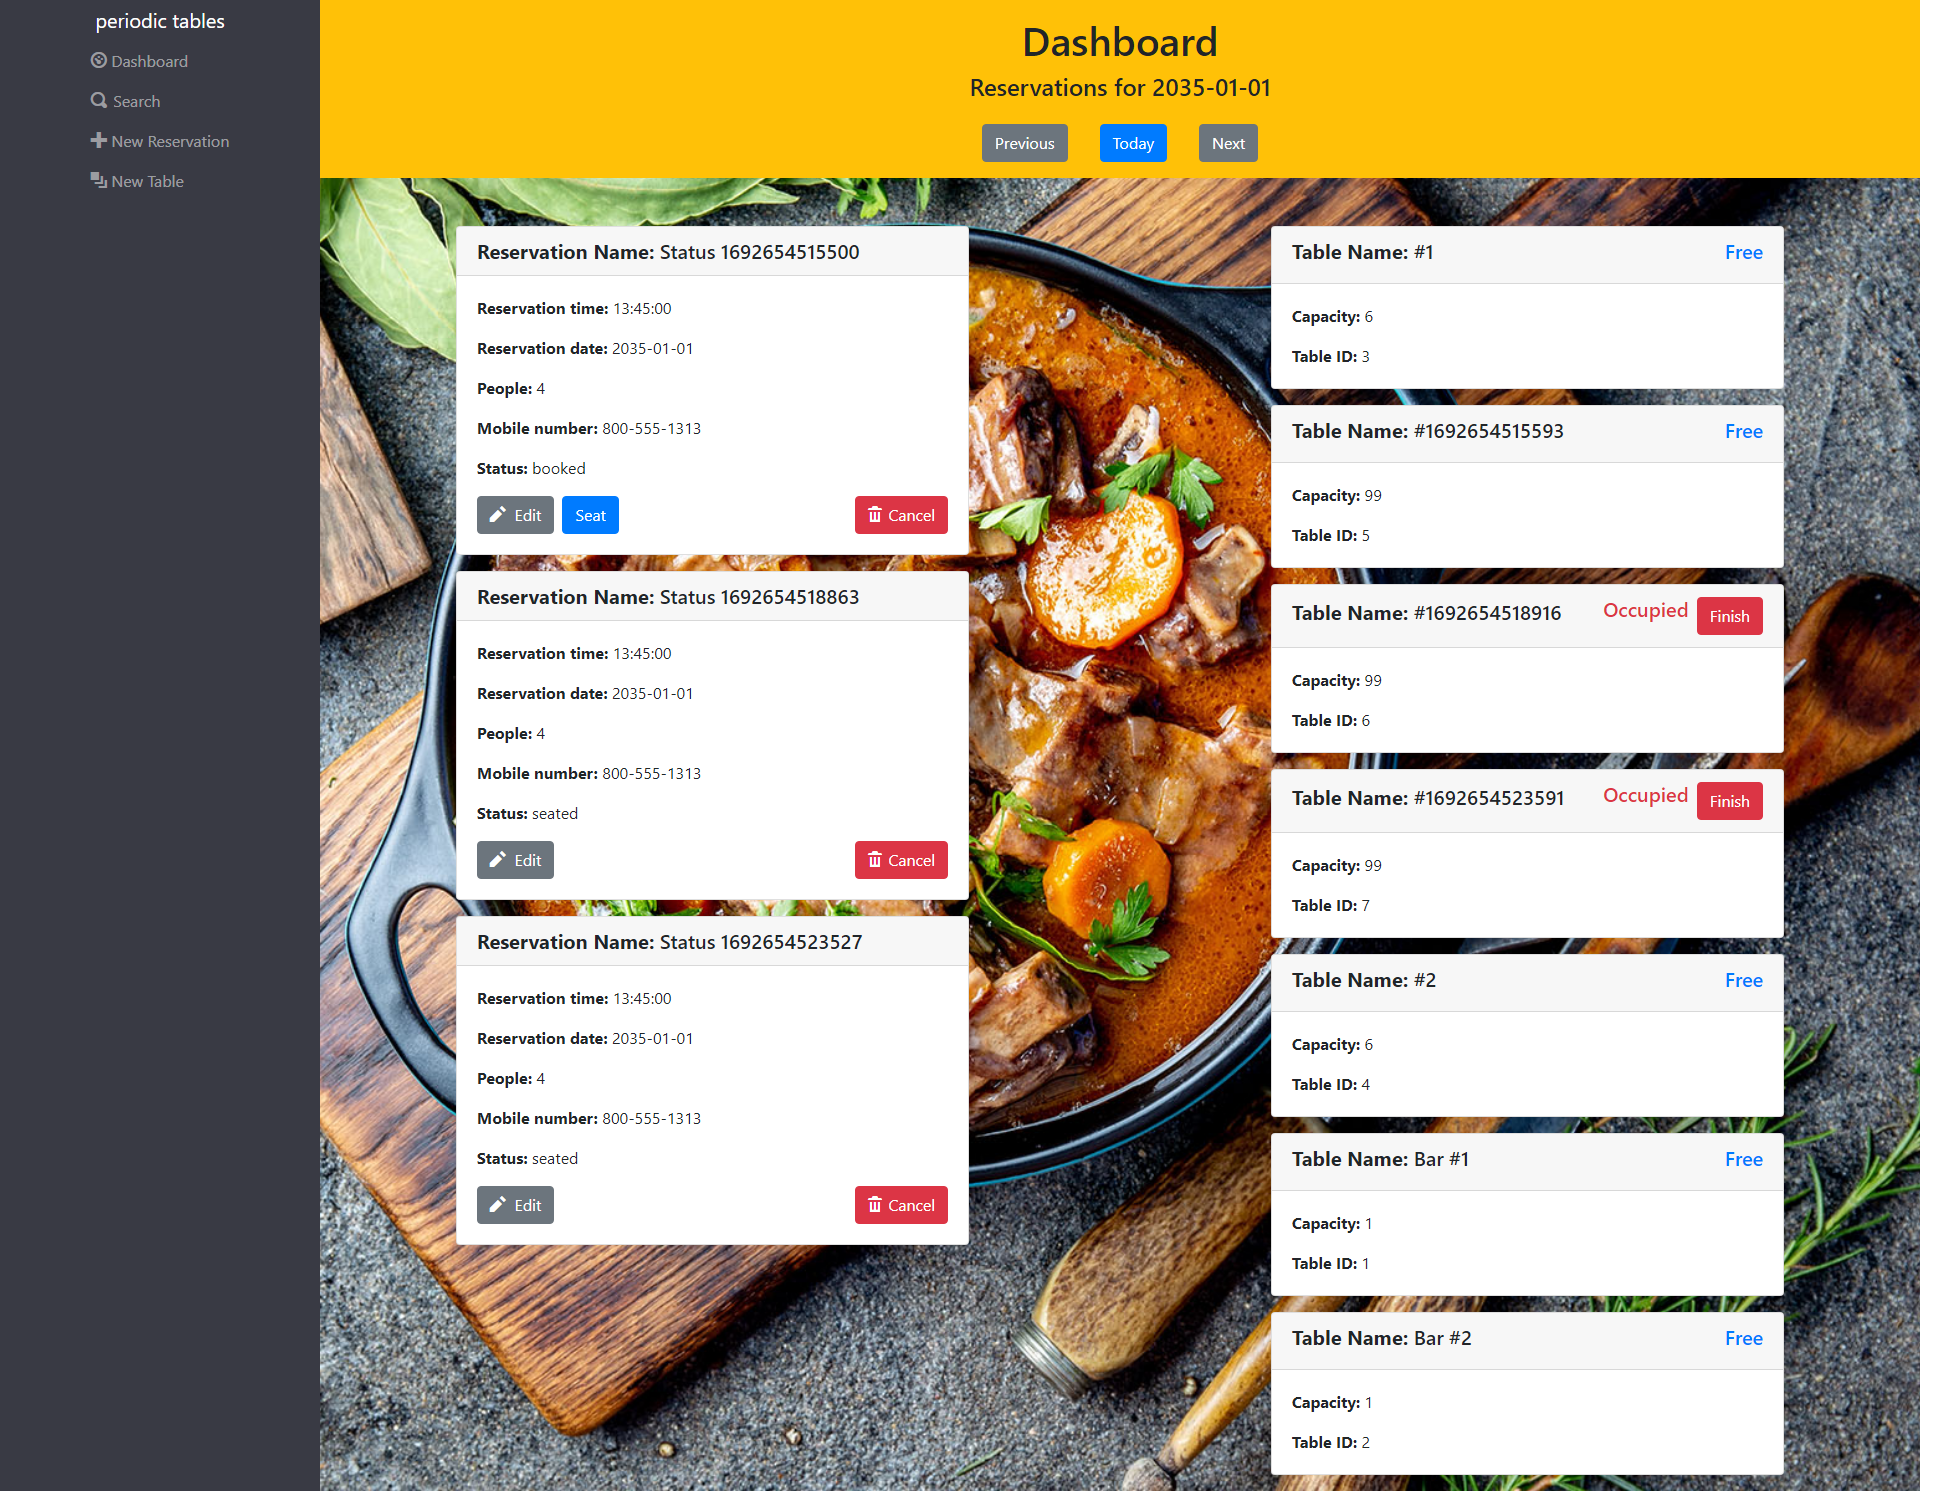 periodic tables
Dashboard
Search
New Reservation
New Table
Dashboard
Reservations for 2035-01-01
Previous Today Next
Reservation Name: Status 1692654515500
Reservation time: 13:45:00
Reservation date: 2035-01-01
People: 4
Mobile number: 800-555-1313
Status: booked
Edit Seat Cancel
Reservation Name: Status 1692654518863
Reservation time: 13:45:00
Reservation date: 2035-01-01
People: 4
Mobile number: 800-555-1313
Status: seated
Edit Cancel
Reservation Name: Status 1692654523527
Reservation time: 13:45:00
Reservation date: 2035-01-01
People: 4
Mobile number: 800-555-1313
Status: seated
Edit Cancel
Table Name: #1 Free
Capacity: 6
Table ID: 3
Table Name: #1692654515593 Free
Capacity: 99
Table ID: 5
Table Name: #1692654518916 Occupied Finish
Capacity: 99
Table ID: 6
Table Name: #1692654523591 Occupied Finish
Capacity: 99
Table ID: 7
Table Name: #2 Free
Capacity: 6
Table ID: 4
Table Name: Bar #1 Free
Capacity: 1
Table ID: 1
Table Name: Bar #2 Free
Capacity: 1
Table ID: 2